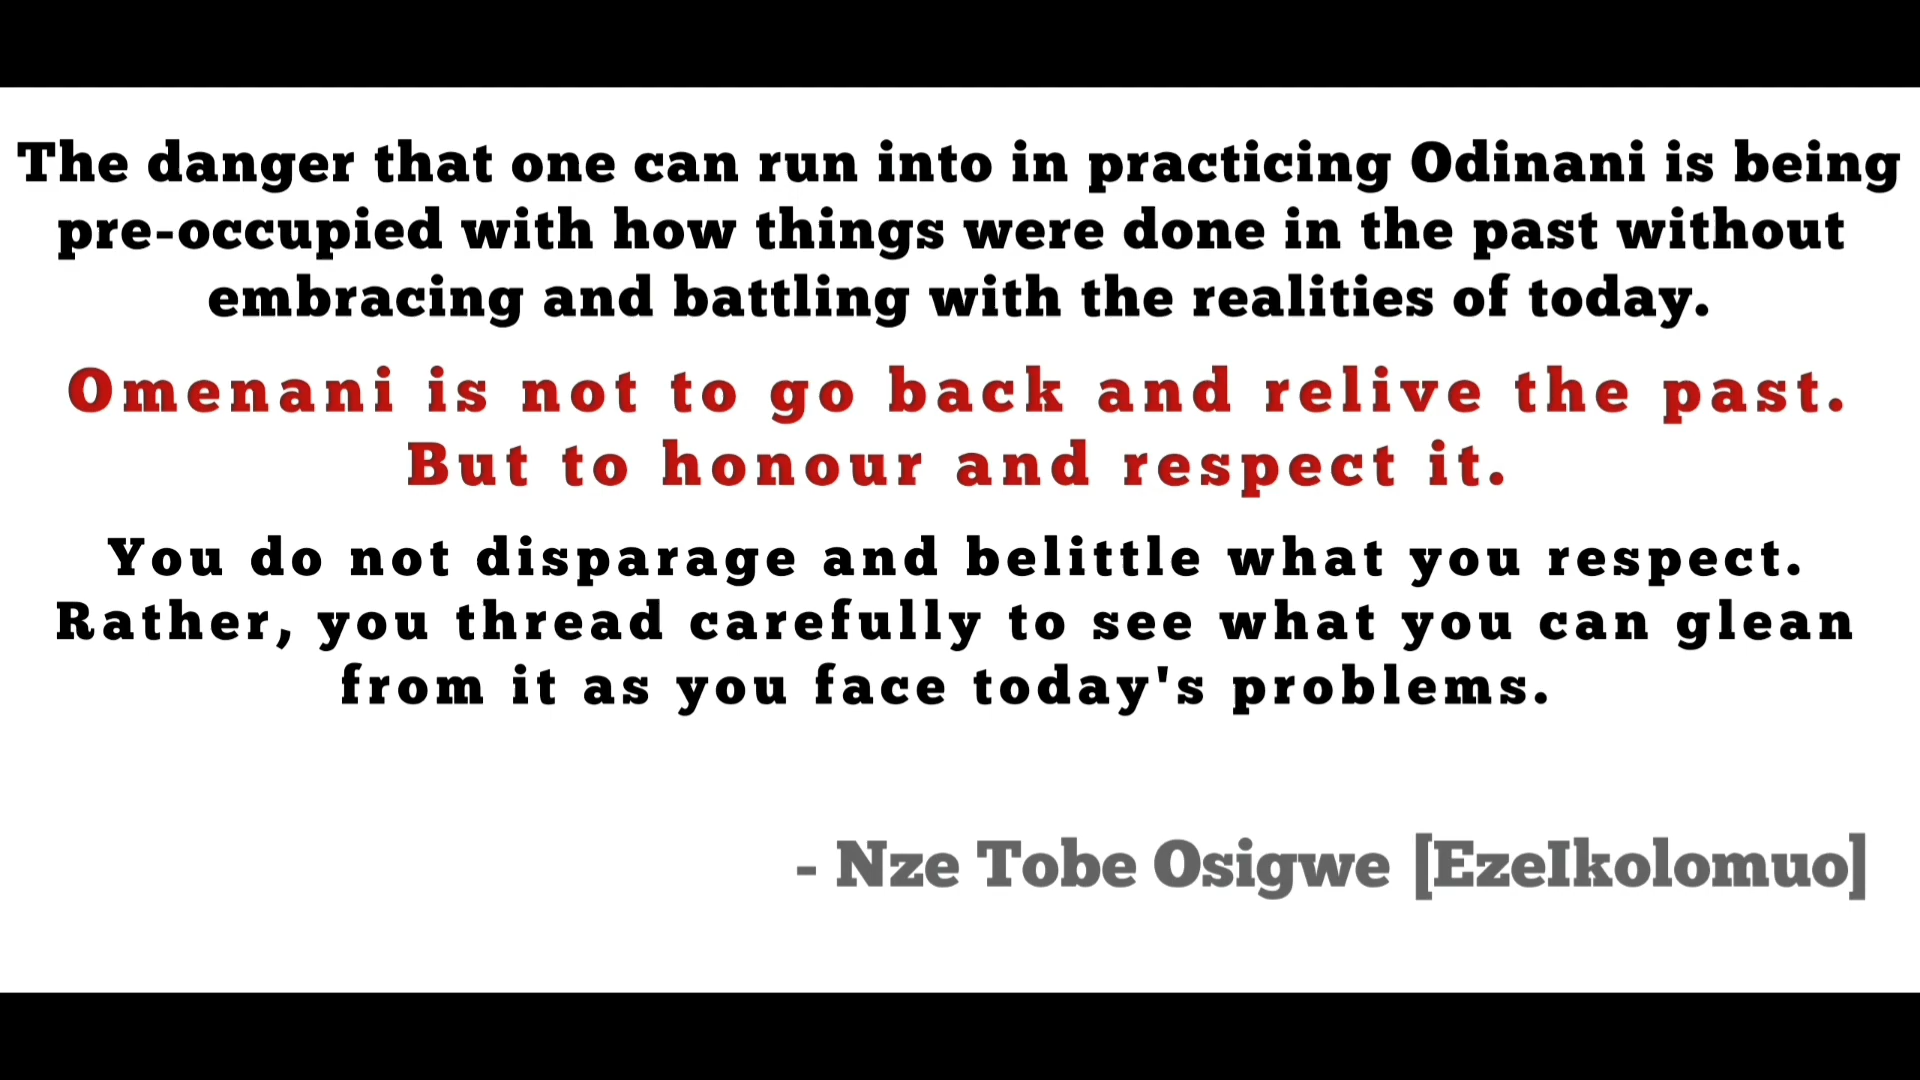 The danger that one can run into in practicing Odinani is being
pre-occupied with how things were done in the past without
embracing and battling with the realities of today.
Omenani is not to go back and relive the past.
But to honour and respect it.
You do not disparage and belittle what you respect.
Rather, you thread carefully to see what you can glean
from it as you face today's problems.
- Nze Tobe Osigwe [EzeIkolomuo]